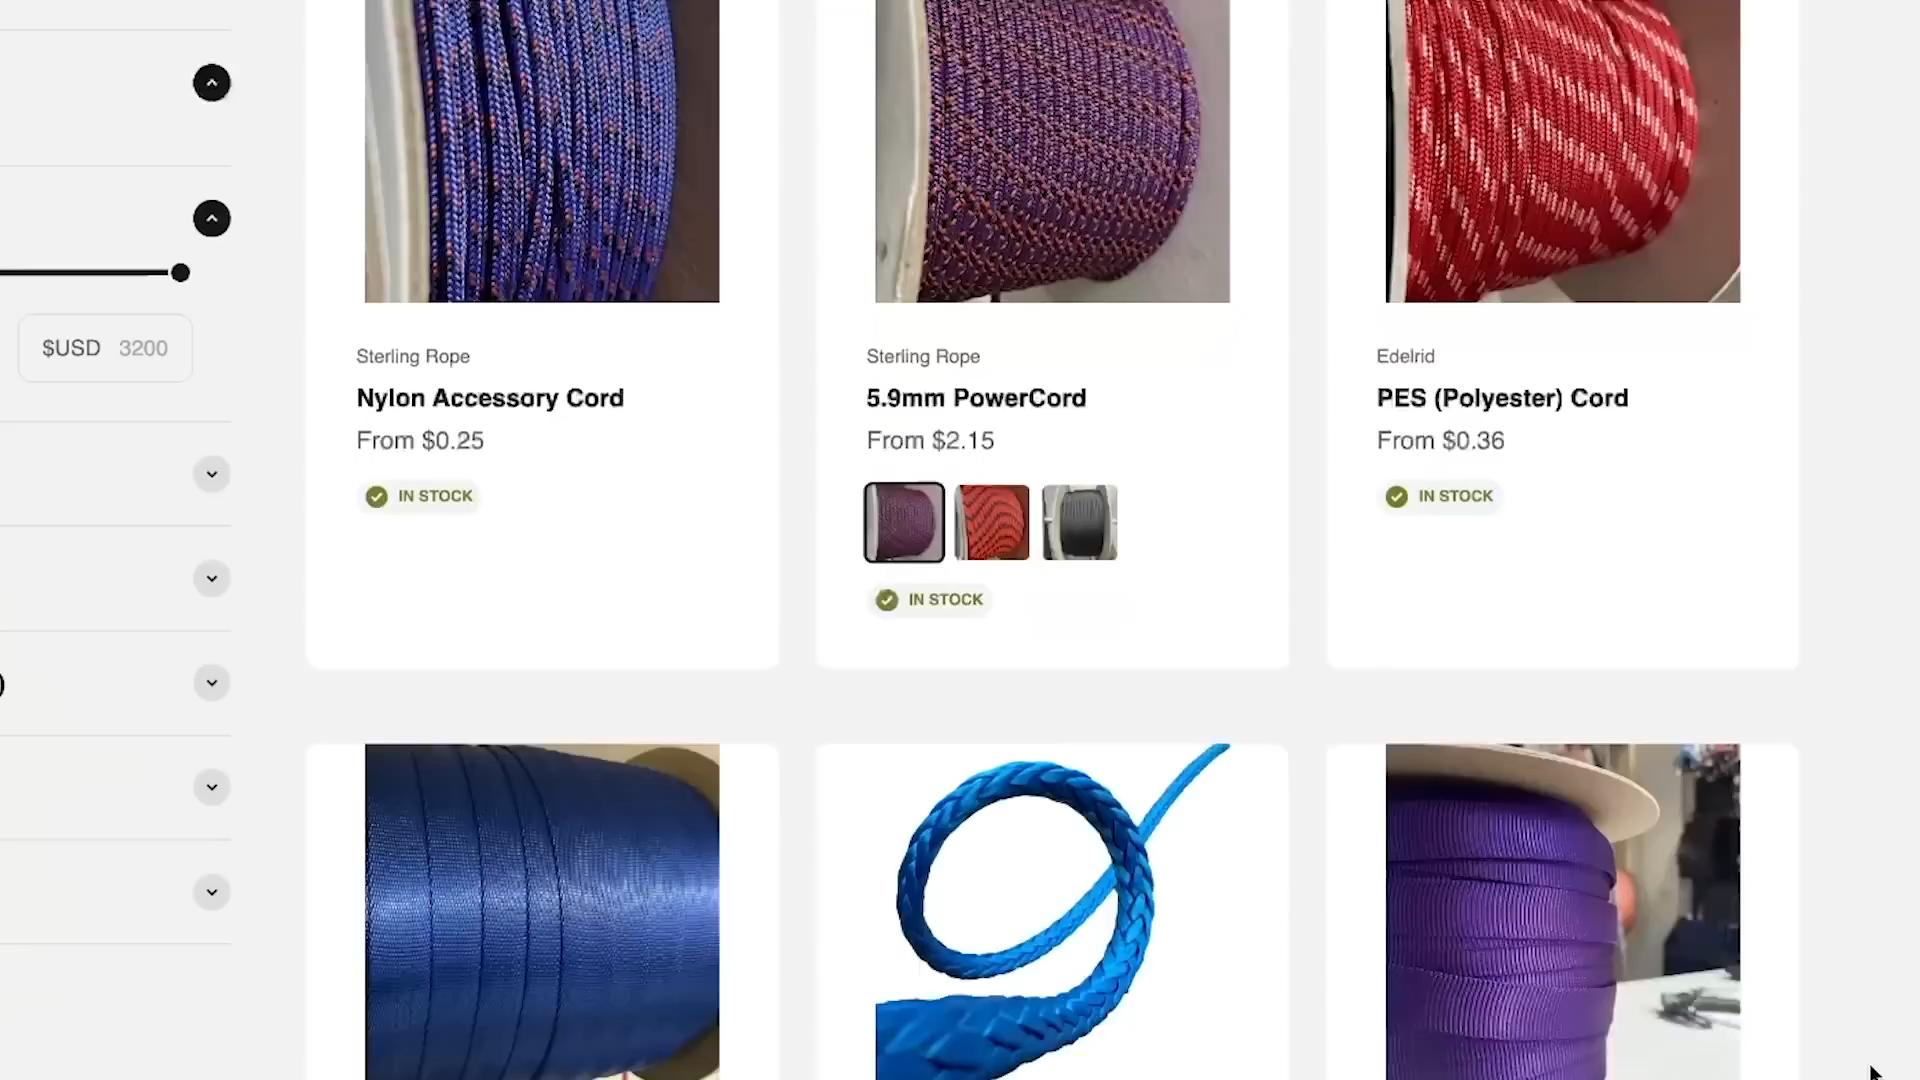 $USD 3200
)
Sterling Rope
Nylon Accessory Cord
From $0.25
IN STOCK
Sterling Rope
5.9mm PowerCord
From $2.15
IN STOCK
Edelrid
PES (Polyester) Cord
From $0.36
IN STOCK